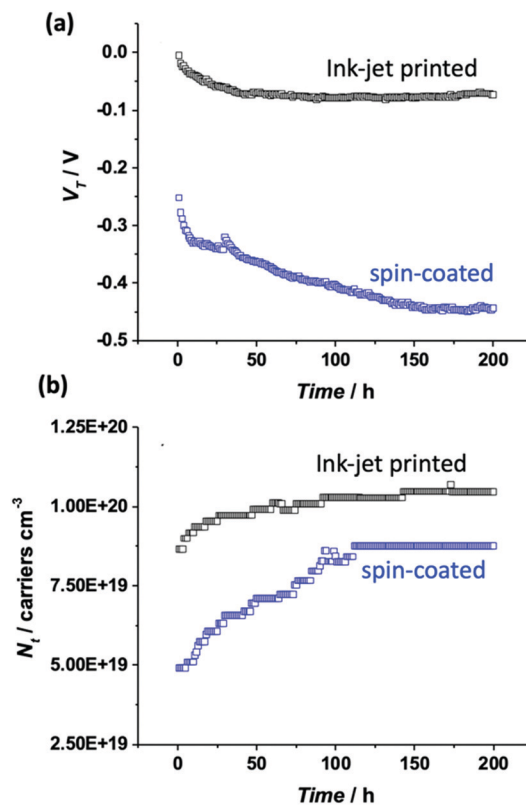 (a)
0.0
-0.1
-0.2
-0.3
-0.4
-0.5
V_T / V
Ink-jet printed
spin-coated
0 50 100 150 200
Time / h
(b)
1.25E+20
1.00E+20
7.50E+19
5.00E+19
2.50E+19
N_t / carriers cm⁻³
Ink-jet printed
spin-coated
0 50 100 150 200
Time / h